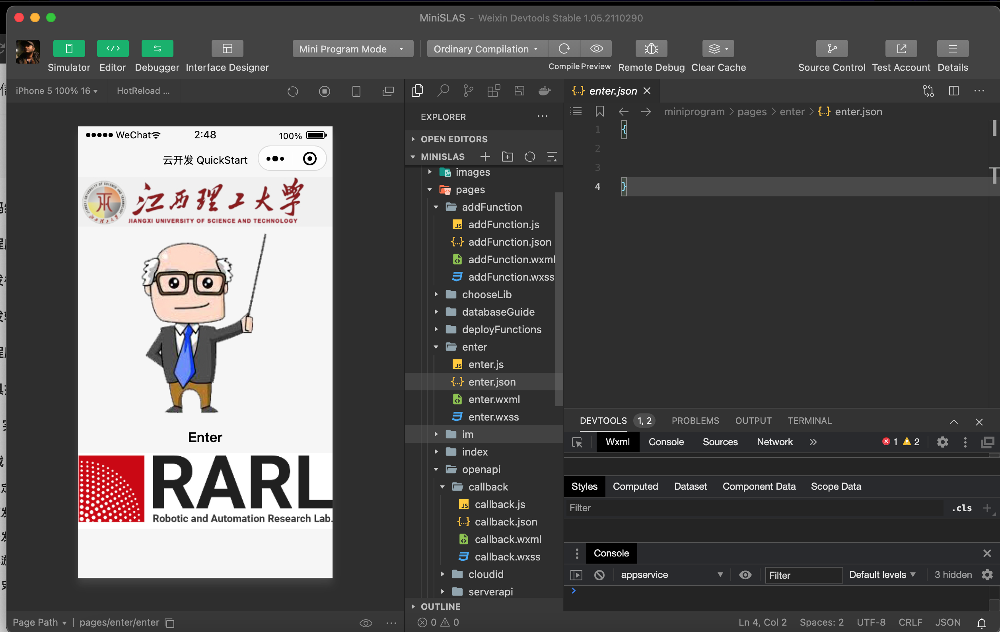 MiniSLAS – Weixin Devtools Stable 1.05.2110290
Simulator
Editor
Debugger
Interface Designer
Mini Program Mode
Ordinary Compilation
Compile
Preview
Remote Debug
Clear Cache
Source Control
Test Account
Details
iPhone 5 100% 16
HotReload ...
WeChat
2:48
100%
云开发 QuickStart
江西理工大学
JIANGXI UNIVERSITY OF SCIENCE AND TECHNOLOGY
Enter
RARL
Robotic and Automation Research Lab.
Page Path
pages/enter/enter
EXPLORER
OPEN EDITORS
MINISLAS
images
pages
addFunction
JS addFunction.js
{..} addFunction.json
addFunction.wxml
addFunction.wxss
chooseLib
databaseGuide
deployFunctions
enter
JS enter.js
{..} enter.json
enter.wxml
enter.wxss
im
index
openapi
callback
JS callback.js
{..} callback.json
callback.wxml
callback.wxss
cloudid
serverapi
OUTLINE
0
0
{..} enter.json
miniprogram > pages > enter > {..} enter.json
1 {
2
3
4 }
DEVTOOLS 1, 2 PROBLEMS OUTPUT TERMINAL
Wxml Console Sources Network » 1 2
Styles Computed Dataset Component Data Scope Data
Filter .cls +
Console
appservice Filter Default levels 3 hidden
>
Ln 4, Col 2 Spaces: 2 UTF-8 CRLF JSON